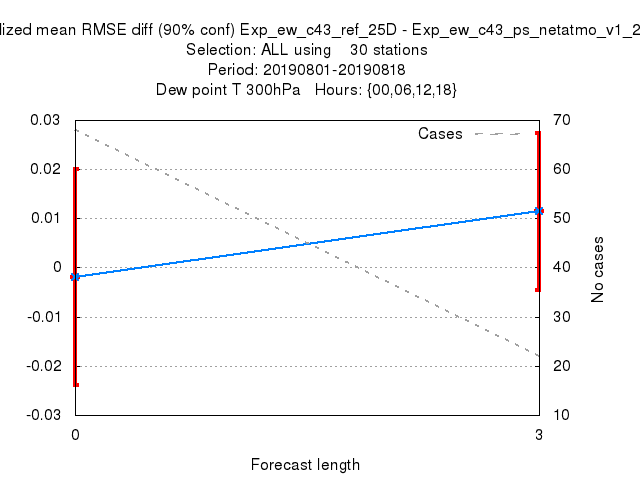 lized mean RMSE diff (90% conf) Exp_ew_c43_ref_25D - Exp_ew_c43_ps_netatmo_v1_2
Selection: ALL using 30 stations
Period: 20190801-20190818
Dew point T 300hPa Hours: {00,06,12,18}
Cases
0.03
0.02
0.01
0
-0.01
-0.02
-0.03
70
60
50
40
30
20
10
No cases
0
3
Forecast length